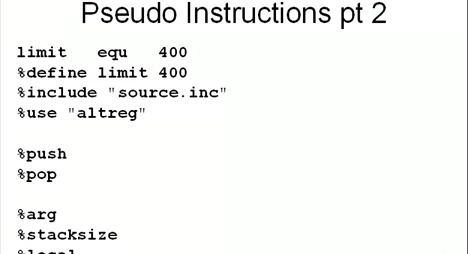 Pseudo Instructions pt 2
limit equ 400
%define limit 400
%include "source.inc"
%use "altreg"
%push
%pop
%arg
%stacksize
%local